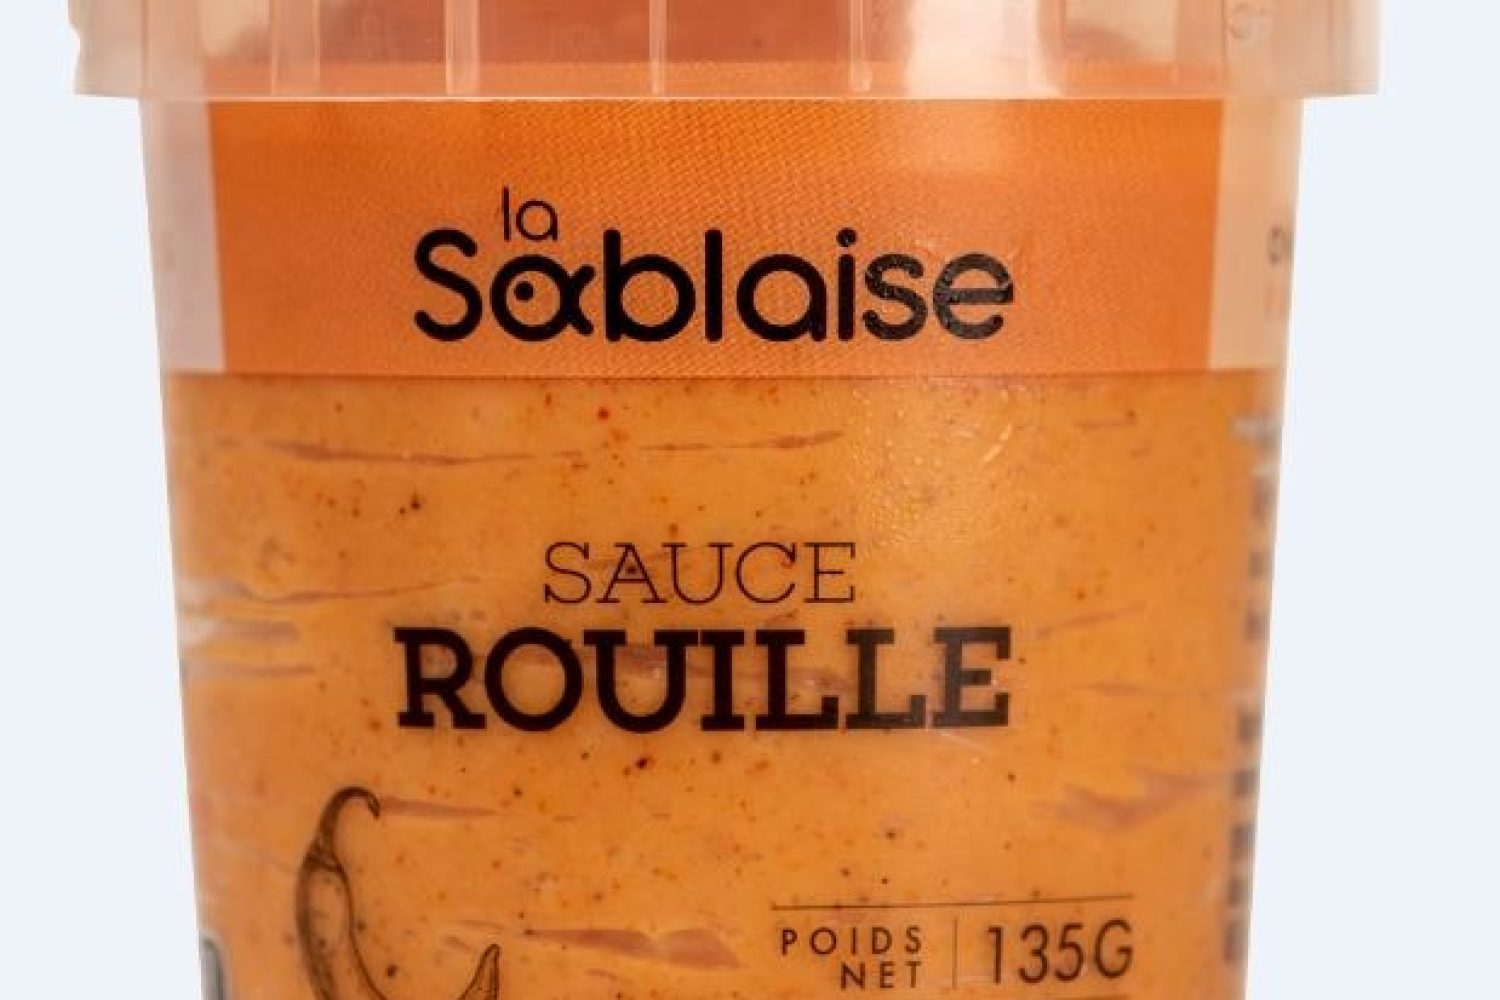 la
Sablaise
SAUCE
ROUILLE
POIDS
NET
135G